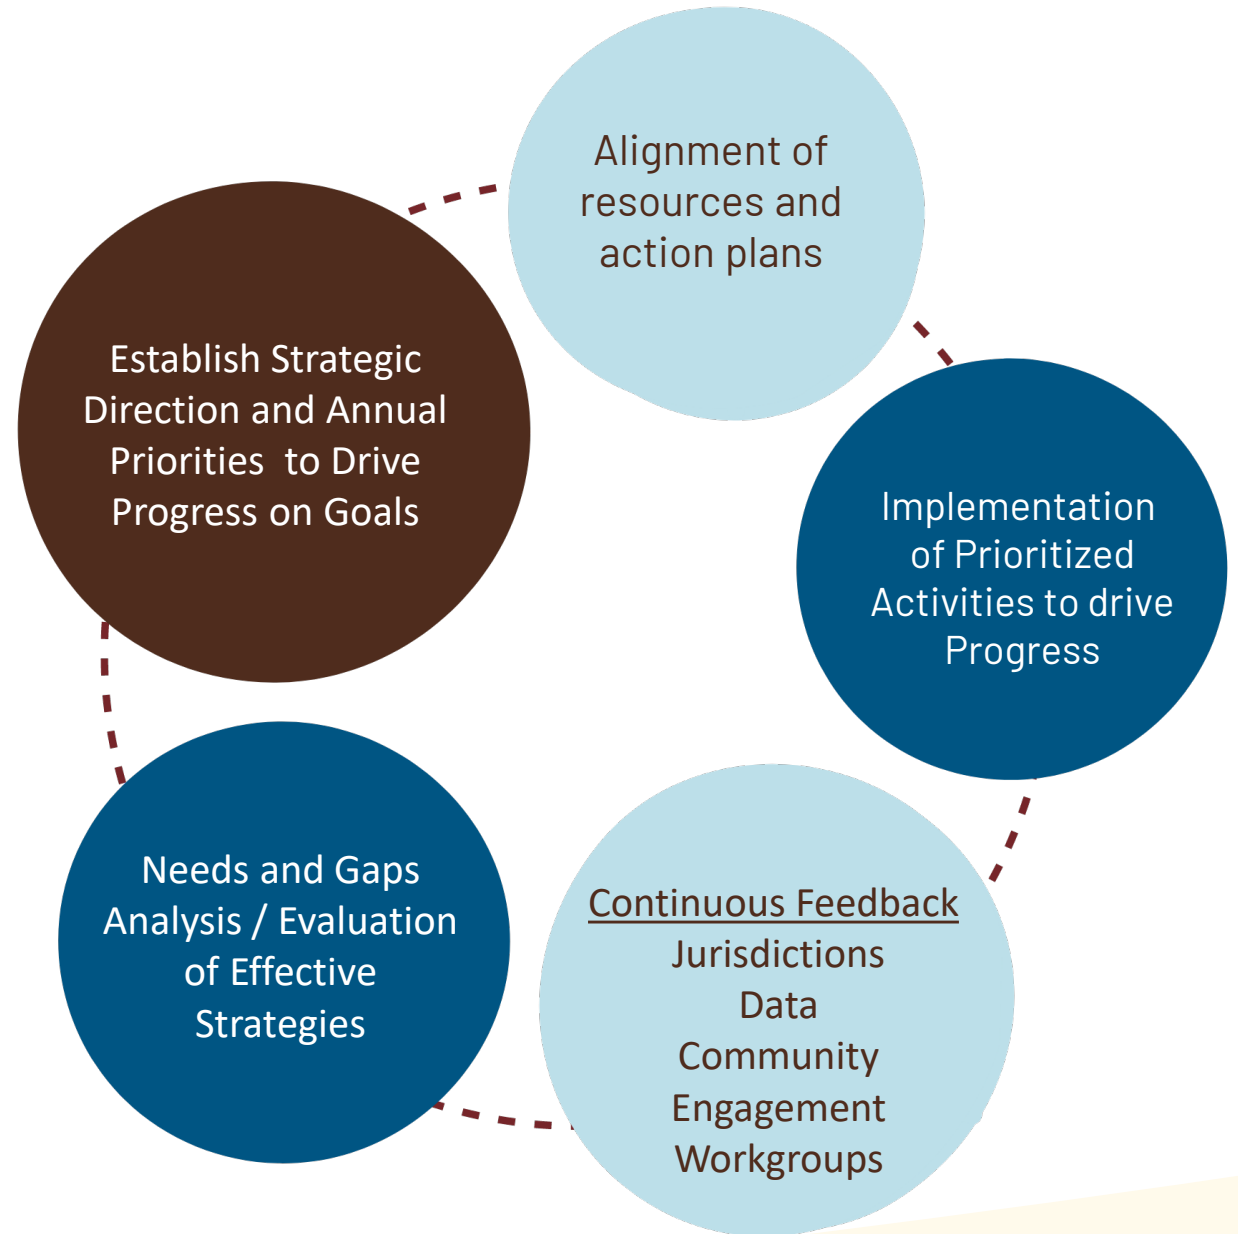 Alignment of
resources and
action plans
Establish Strategic
Direction and Annual
Priorities  to Drive
Progress on Goals
Implementation
of Prioritized
Activities to drive
Progress
Needs and Gaps
Analysis / Evaluation
of Effective
Strategies
Continuous Feedback
Jurisdictions
Data
Community
Engagement
Workgroups